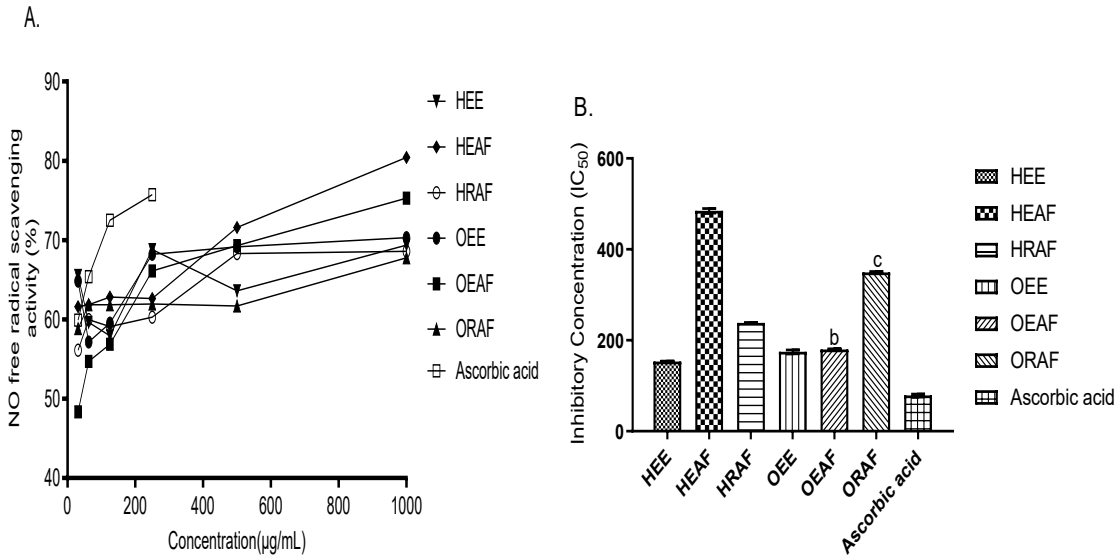 A.
NO free radical scavenging
activity (%)
90
80
70
60
50
40
0
200
400
600
800
1000
Concentration(µg/mL)
HEE
HEAF
HRAF
OEE
OEAF
ORAF
Ascorbic acid
B.
Inhibitory Concentration (IC₅₀)
600
400
200
0
b
c
HEE
HEAF
HRAF
OEE
OEAF
ORAF
Ascorbic acid
HEE
HEAF
HRAF
OEE
OEAF
ORAF
Ascorbic acid